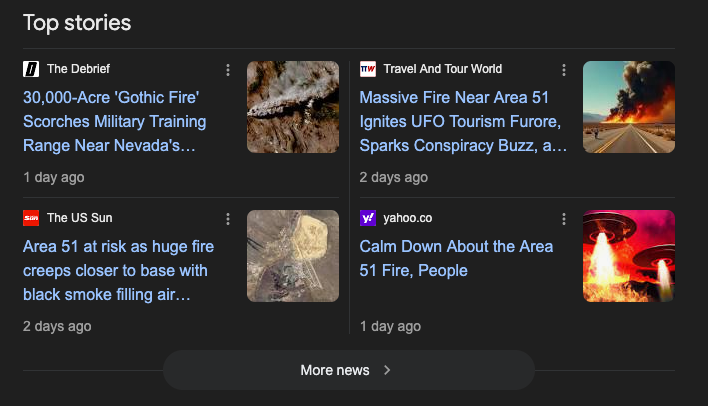 Top stories
The Debrief
30,000-Acre 'Gothic Fire'
Scorches Military Training
Range Near Nevada's...
1 day ago
TTW Travel And Tour World
Massive Fire Near Area 51
Ignites UFO Tourism Furore,
Sparks Conspiracy Buzz, a...
2 days ago
Sun The US Sun
Area 51 at risk as huge fire
creeps closer to base with
black smoke filling air...
2 days ago
y! yahoo.co
Calm Down About the Area
51 Fire, People
1 day ago
More news